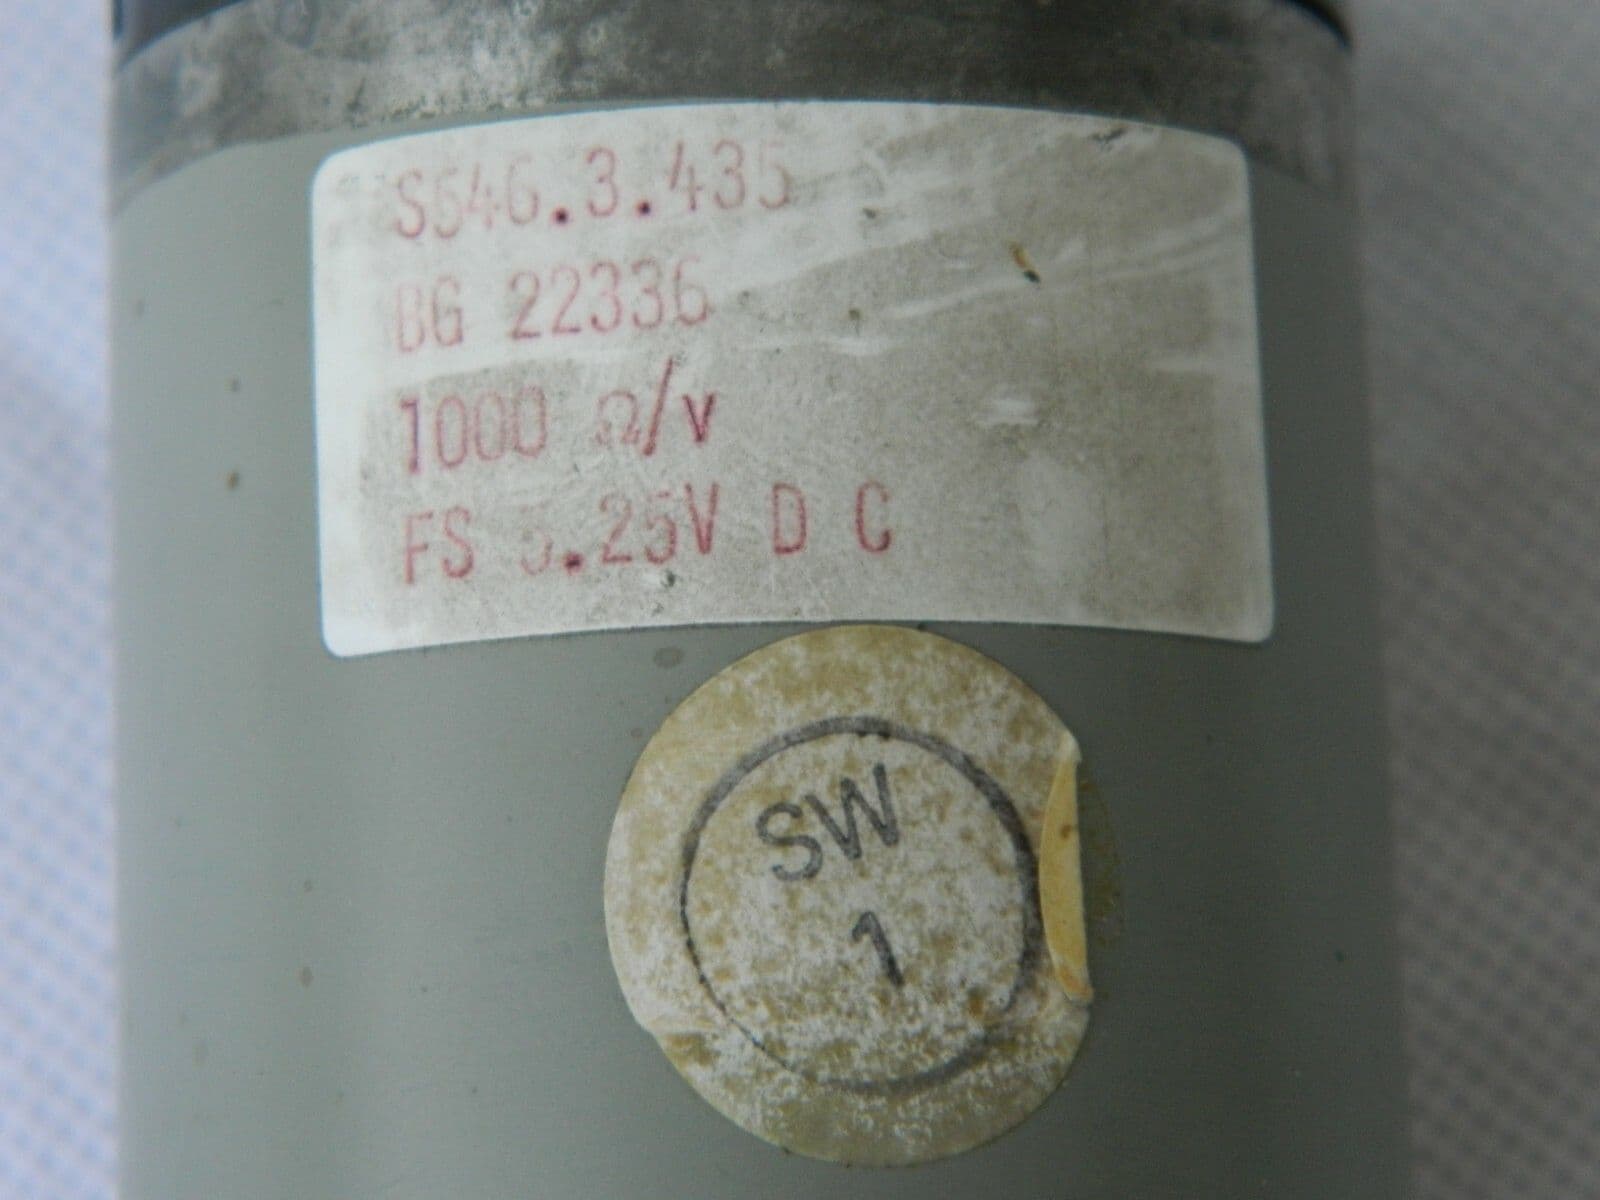 S546.3.435
BG 22336
1000 Ω/v
FS 5.25V D C
SW
1